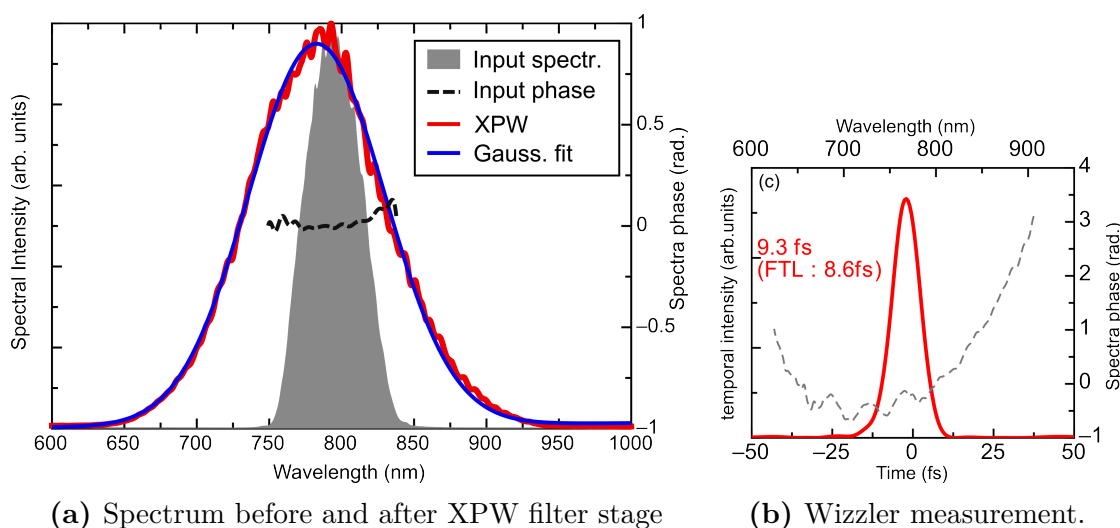 Spectral Intensity (arb. units)
Input spectr.
Input phase
XPW
Gauss. fit
1
0.5
0
−0.5
−1
Spectra phase (rad.)
600 650 700 750 800 850 900 950 1000
Wavelength (nm)
(a) Spectrum before and after XPW filter stage
Wavelength (nm)
600 700 800 900
(c)
temporal intensity (arb.units)
9.3 fs
(FTL : 8.6fs)
4
3
2
1
0
−1
Spectra phase (rad.)
−50 −25 0 25 50
Time (fs)
(b) Wizzler measurement.